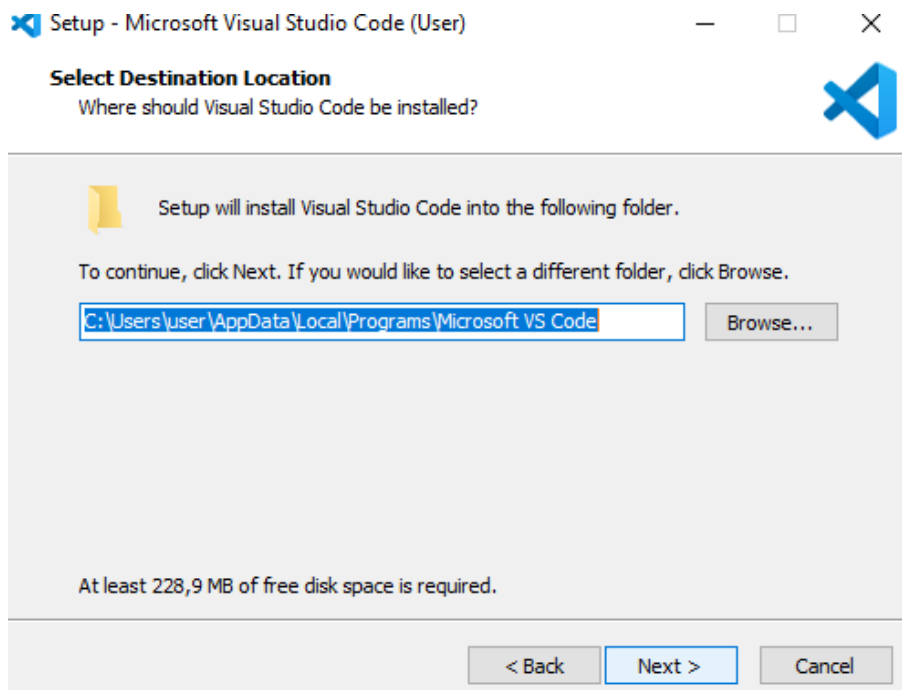 Setup - Microsoft Visual Studio Code (User)
Select Destination Location
Where should Visual Studio Code be installed?
Setup will install Visual Studio Code into the following folder.
To continue, click Next. If you would like to select a different folder, click Browse.
C:\Users\user\AppData\Local\Programs\Microsoft VS Code
Browse...
At least 228,9 MB of free disk space is required.
< Back
Next >
Cancel